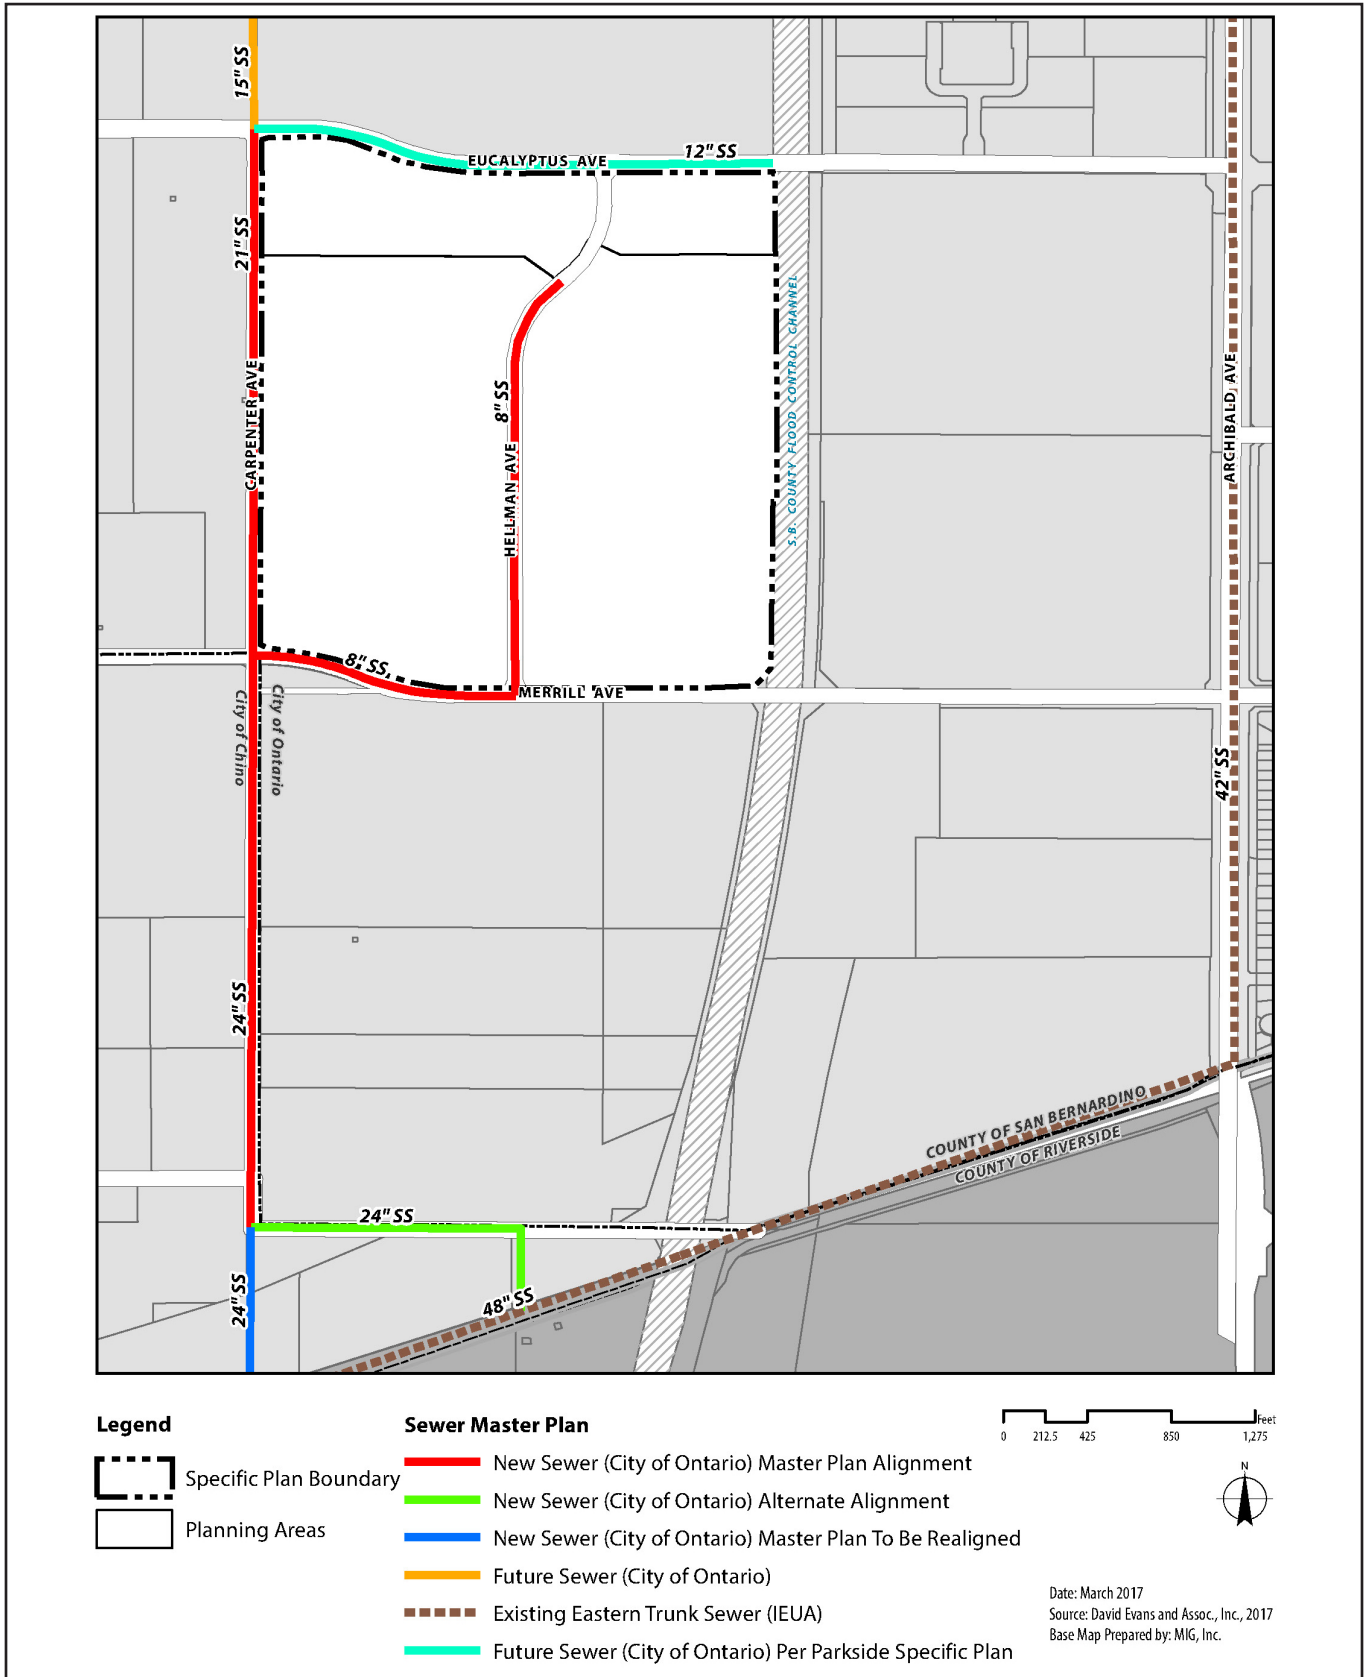 15" SS
EUCALYPTUS AVE
12" SS
21" SS
CARPENTER AVE
8" SS
HELLMAN AVE
S.B. COUNTY FLOOD CONTROL CHANNEL
ARCHIBALD AVE
8" SS
MERRILL AVE
City of Chino
City of Ontario
42" SS
24" SS
COUNTY OF SAN BERNARDINO
COUNTY OF RIVERSIDE
24" SS
24" SS
48" SS
Legend
Specific Plan Boundary
Planning Areas
Sewer Master Plan
New Sewer (City of Ontario) Master Plan Alignment
New Sewer (City of Ontario) Alternate Alignment
New Sewer (City of Ontario) Master Plan To Be Realigned
Future Sewer (City of Ontario)
Existing Eastern Trunk Sewer (IEUA)
Future Sewer (City of Ontario) Per Parkside Specific Plan
Feet
0 212.5 425 850 1,275
N
Date: March 2017
Source: David Evans and Assoc., Inc., 2017
Base Map Prepared by: MIG, Inc.